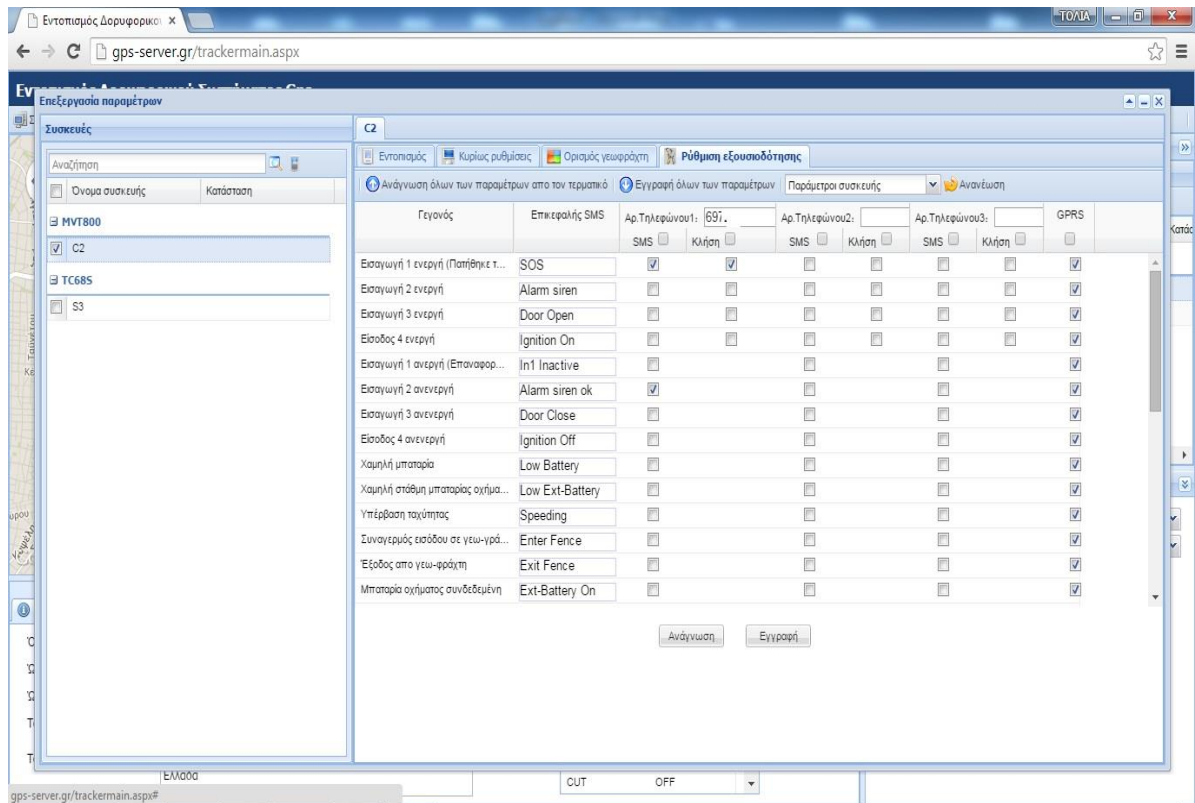 Εντοπισμός Δορυφορικο
ΤΟΛΙΑ
gps-server.gr/trackermain.aspx
Επεξεργασία παραμέτρων
Συσκευές
C2
Αναζήτηση
Εντοπισμός
Κυρίως ρυθμίσεις
Ορισμός γεωφράχτη
Ρύθμιση εξουσιοδότησης
Ανάγνωση όλων των παραμέτρων απο τον τερματικό
Εγγραφή όλων των παραμέτρων
Παράμετροι συσκευής
Ανανέωση
Όνομα συσκευής Κατάσταση
MVT800
C2
TC68S
S3
Γεγονός Επικεφαλής SMS Αρ.Τηλεφώνου1: 697. Αρ.Τηλεφώνου2: Αρ.Τηλεφώνου3: GPRS
SMS Κλήση SMS Κλήση SMS Κλήση
Εισαγωγή 1 ενεργή (Πατήθηκε τ... SOS
Εισαγωγή 2 ενεργή Alarm siren
Εισαγωγή 3 ενεργή Door Open
Είσοδος 4 ενεργή Ignition On
Εισαγωγή 1 ανεργή (Επαναφορ... In1 Inactive
Εισαγωγή 2 ανενεργή Alarm siren ok
Εισαγωγή 3 ανενεργή Door Close
Είσοδος 4 ανενεργή Ignition Off
Χαμηλή μπαταρία Low Battery
Χαμηλή στάθμη μπαταρίας οχήμα... Low Ext-Battery
Υπέρβαση ταχύτητας Speeding
Συναγερμός εισόδου σε γεω-γρά... Enter Fence
Έξοδος απο γεω-φράχτη Exit Fence
Μπαταρία οχήματος συνδεδεμένη Ext-Battery On
Ανάγνωση Εγγραφή
Ελλάδα
CUT OFF
gps-server.gr/trackermain.aspx#